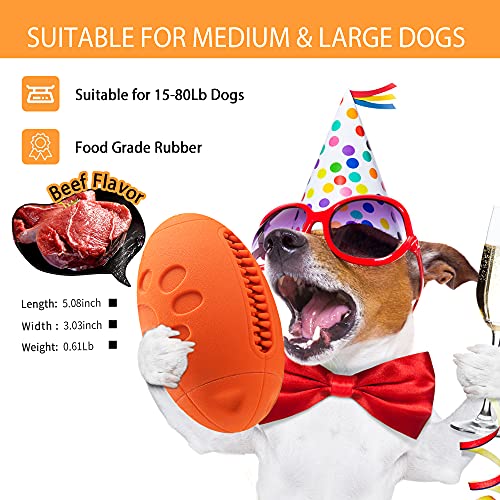 SUITABLE FOR MEDIUM & LARGE DOGS
Suitable for 15-80Lb Dogs
Food Grade Rubber
Beef Flavor
Length: 5.08inch
Width : 3.03inch
Weight: 0.61Lb